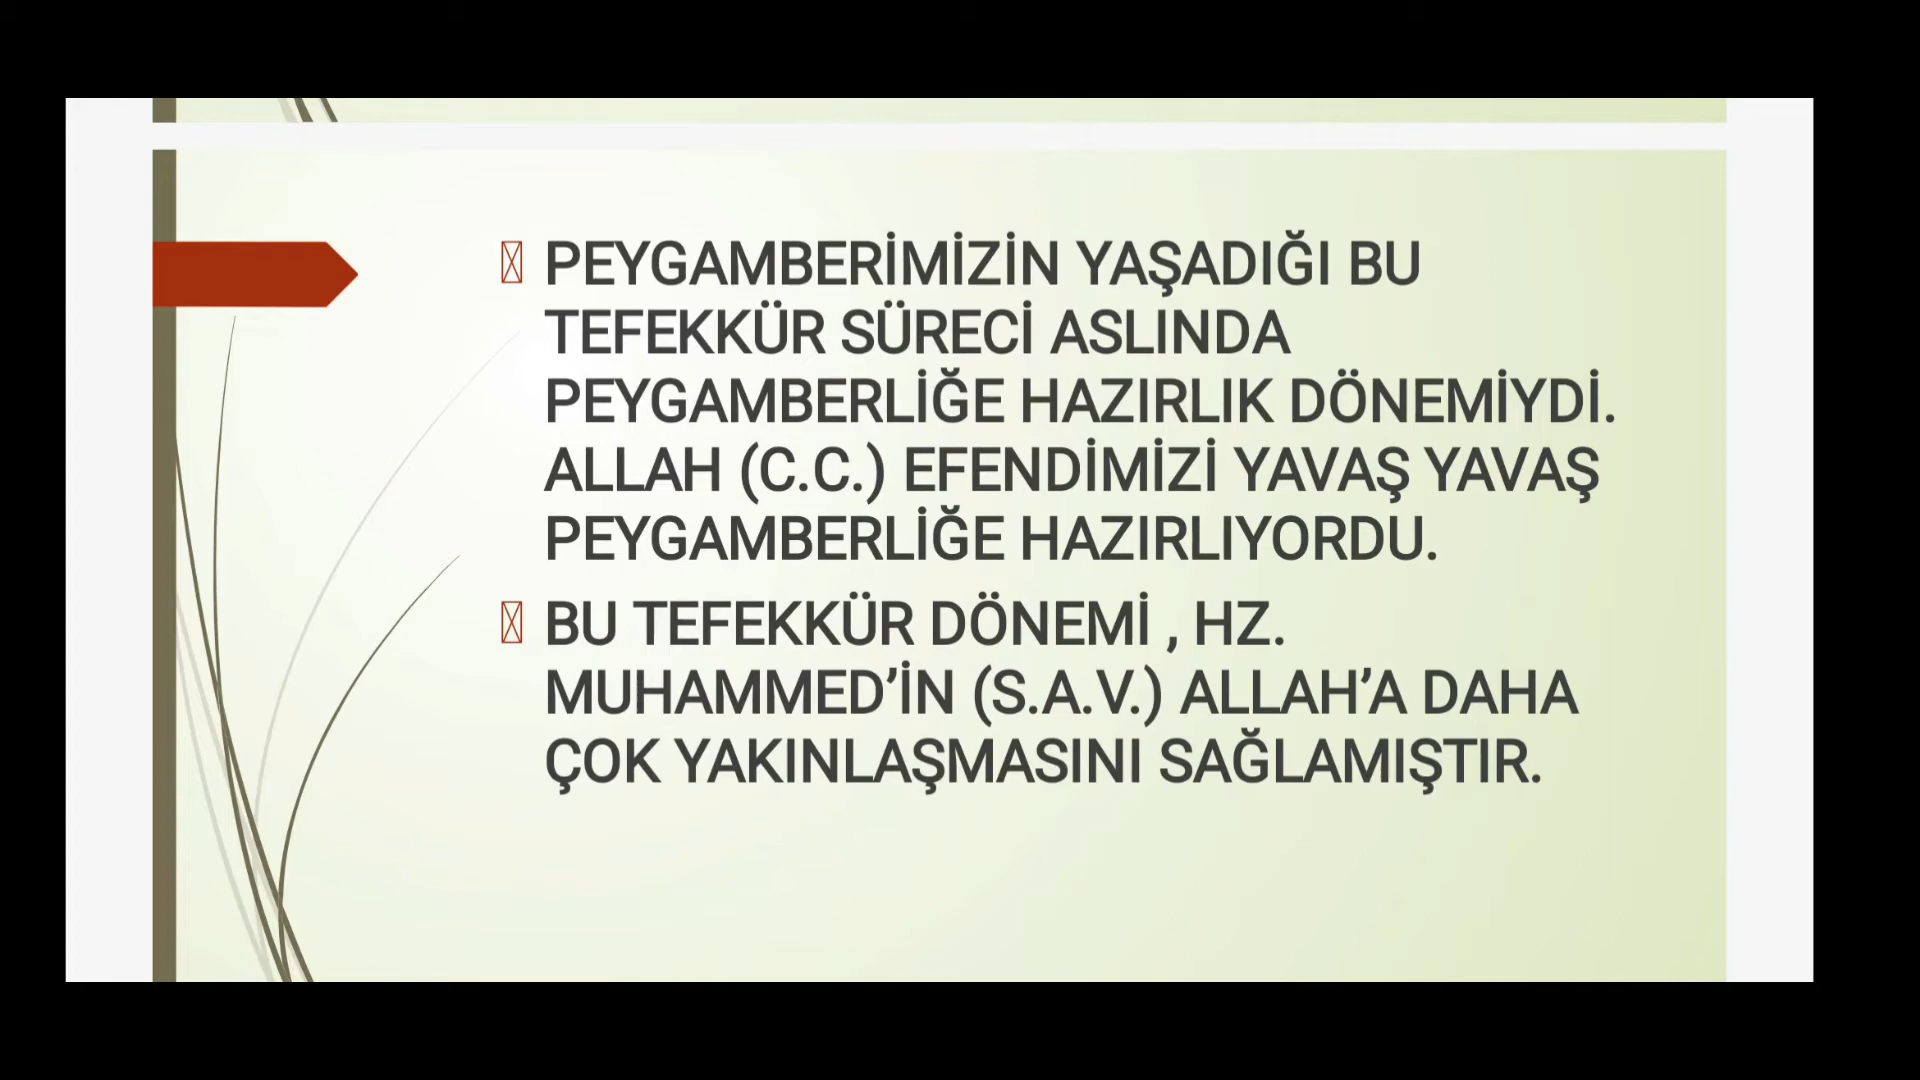 PEYGAMBERİMİZİN YAŞADIĞI BU
TEFEKKÜR SÜRECİ ASLINDA
PEYGAMBERLİĞE HAZIRLIK DÖNEMİYDİ.
ALLAH (C.C.) EFENDİMİZİ YAVAŞ YAVAŞ
PEYGAMBERLİĞE HAZIRLIYORDU.
BU TEFEKKÜR DÖNEMİ , HZ.
MUHAMMED’İN (S.A.V.) ALLAH’A DAHA
ÇOK YAKINLAŞMASINI SAĞLAMIŞTIR.